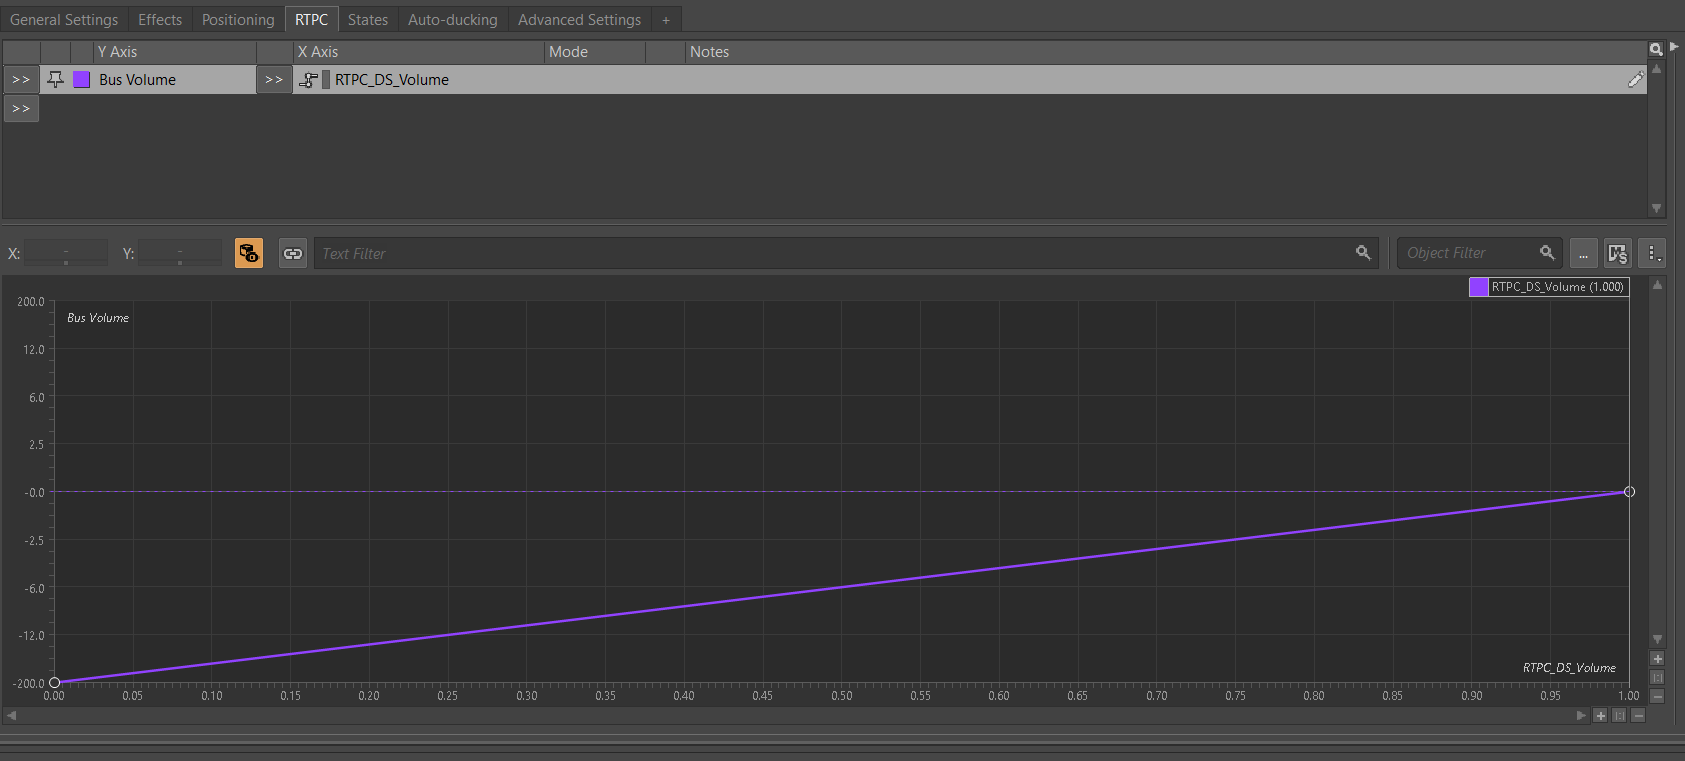 General Settings Effects Positioning RTPC States Auto-ducking Advanced Settings +
Y Axis X Axis Mode Notes
>> Bus Volume >> RTPC_DS_Volume
>>
X: - Y: - Text Filter Object Filter ...
RTPC_DS_Volume (1.000)
200.0
Bus Volume
12.0
6.0
2.5
-0.0
-2.5
-6.0
-12.0
RTPC_DS_Volume
-200.0
0.00 0.05 0.10 0.15 0.20 0.25 0.30 0.35 0.40 0.45 0.50 0.55 0.60 0.65 0.70 0.75 0.80 0.85 0.90 0.95 1.00